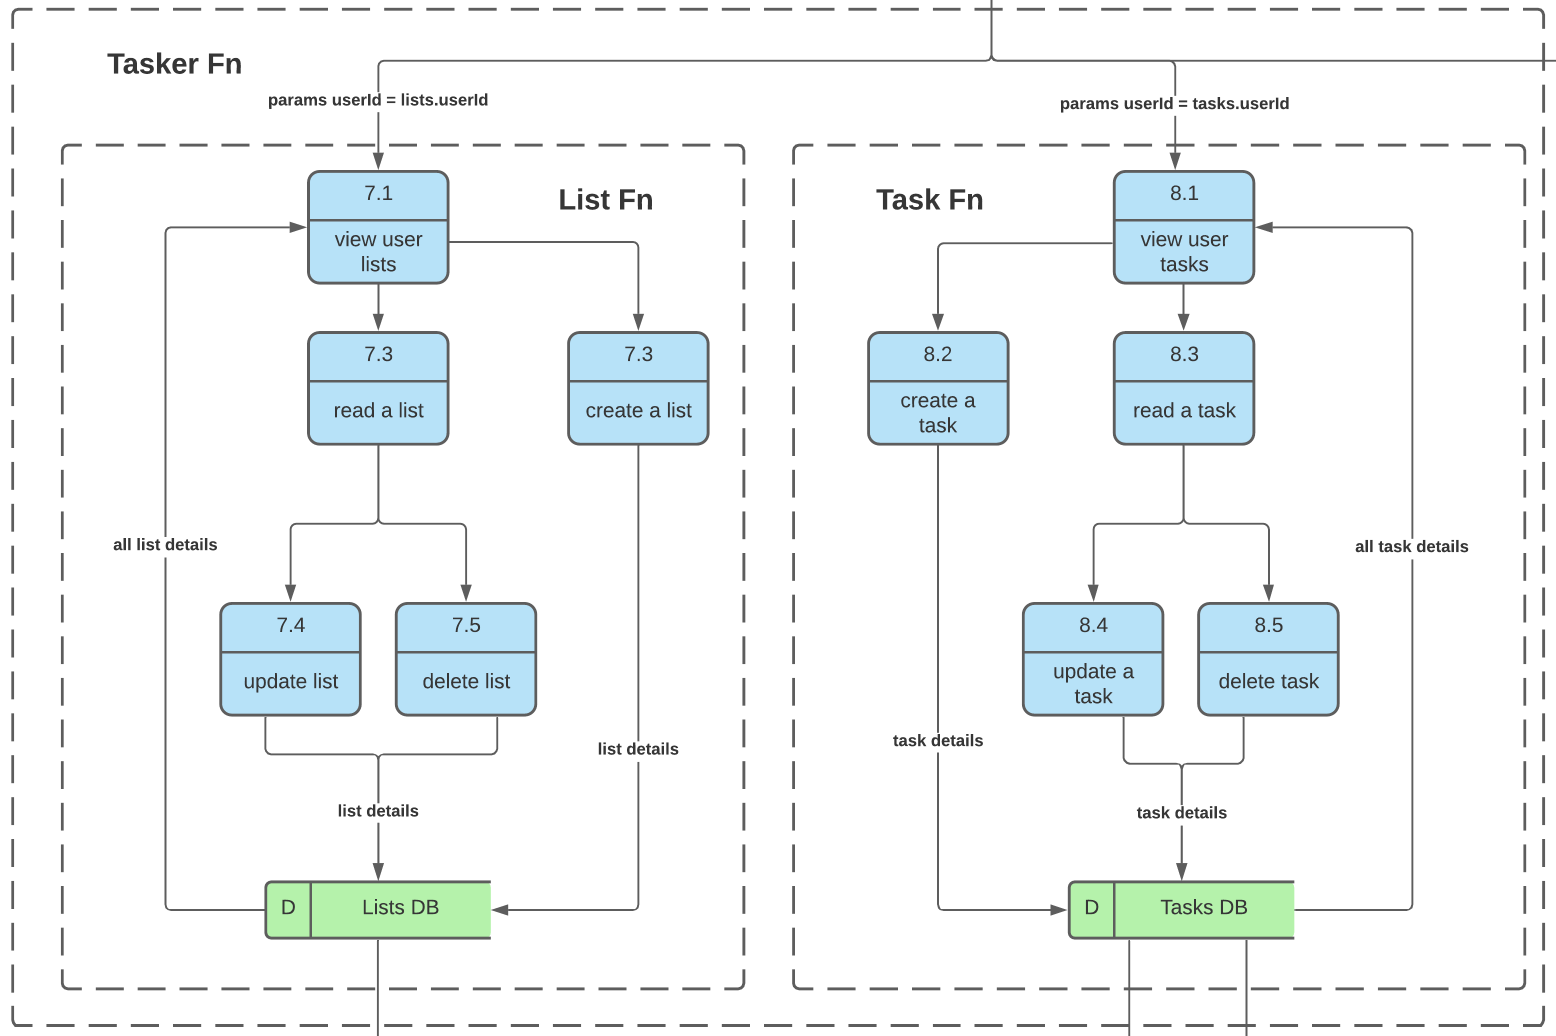 Tasker Fn
params userId = lists.userId
params userId = tasks.userId
List Fn
7.1
view user
lists
7.3
read a list
7.3
create a list
all list details
7.4
update list
7.5
delete list
list details
list details
D
Lists DB
Task Fn
8.1
view user
tasks
8.2
create a
task
8.3
read a task
all task details
8.4
update a
task
8.5
delete task
task details
task details
D
Tasks DB